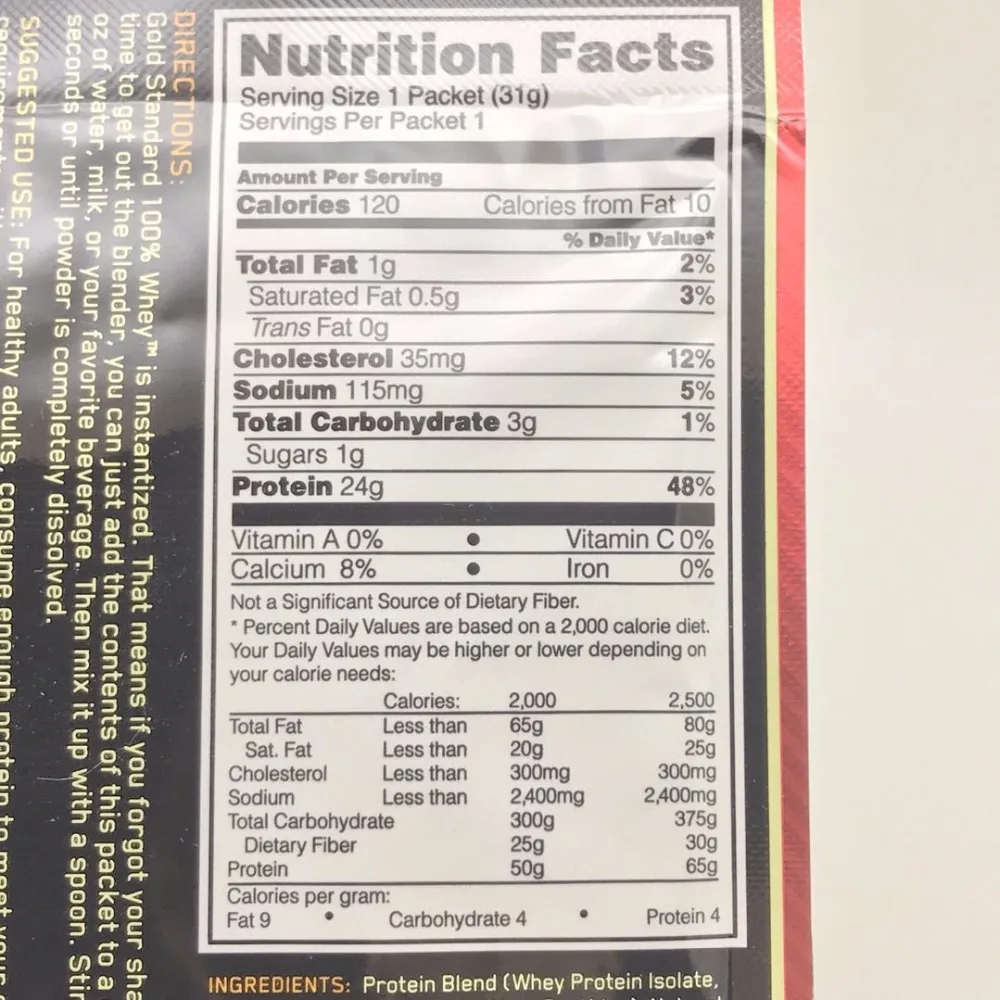 Nutrition Facts
Serving Size 1 Packet (31g)
Servings Per Packet 1
Amount Per Serving
Calories 120 Calories from Fat 10
% Daily Value*
Total Fat 1g 2%
Saturated Fat 0.5g 3%
Trans Fat 0g
Cholesterol 35mg 12%
Sodium 115mg 5%
Total Carbohydrate 3g 1%
Sugars 1g
Protein 24g 48%
Vitamin A 0% • Vitamin C 0%
Calcium 8% • Iron 0%
Not a Significant Source of Dietary Fiber.
* Percent Daily Values are based on a 2,000 calorie diet.
Your Daily Values may be higher or lower depending on
your calorie needs:
Calories: 2,000 2,500
Total Fat Less than 65g 80g
Sat. Fat Less than 20g 25g
Cholesterol Less than 300mg 300mg
Sodium Less than 2,400mg 2,400mg
Total Carbohydrate 300g 375g
Dietary Fiber 25g 30g
Protein 50g 65g
Calories per gram:
Fat 9 • Carbohydrate 4 • Protein 4
INGREDIENTS: Protein Blend (Whey Protein Isolate,
DIRECTIONS:
Gold Standard 100% Whey™ is instantized. That means if you forgot your
time to get out the blender, you can just add the contents of this packet to a
oz of water, milk, or your favorite beverage. Then mix it up with a spoon. Stir
seconds or until powder is completely dissolved.
SUGGESTED USE: For healthy adults, consume enough protein to meet your